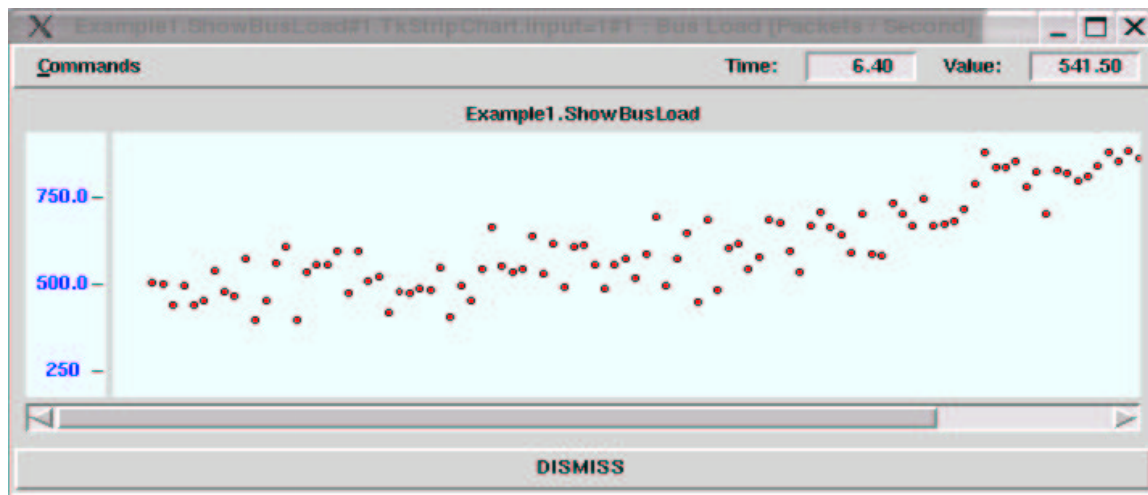 Example1.ShowBusLoad#1 TkStripChart.input=1#1 : Bus Load [Packets / Second]
Commands Time: 6.40 Value: 541.50
Example1.ShowBusLoad
750.0
500.0
250
DISMISS